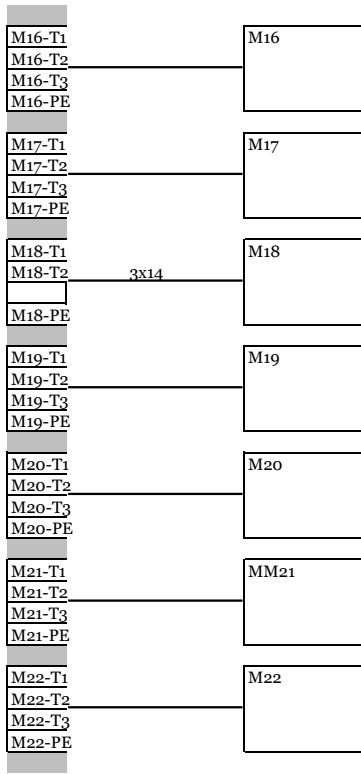 M16-T1 M16
M16-T2
M16-T3
M16-PE
M17-T1 M17
M17-T2
M17-T3
M17-PE
M18-T1 M18
M18-T2 3x14
M18-PE
M19-T1 M19
M19-T2
M19-T3
M19-PE
M20-T1 M20
M20-T2
M20-T3
M20-PE
M21-T1 MM21
M21-T2
M21-T3
M21-PE
M22-T1 M22
M22-T2
M22-T3
M22-PE